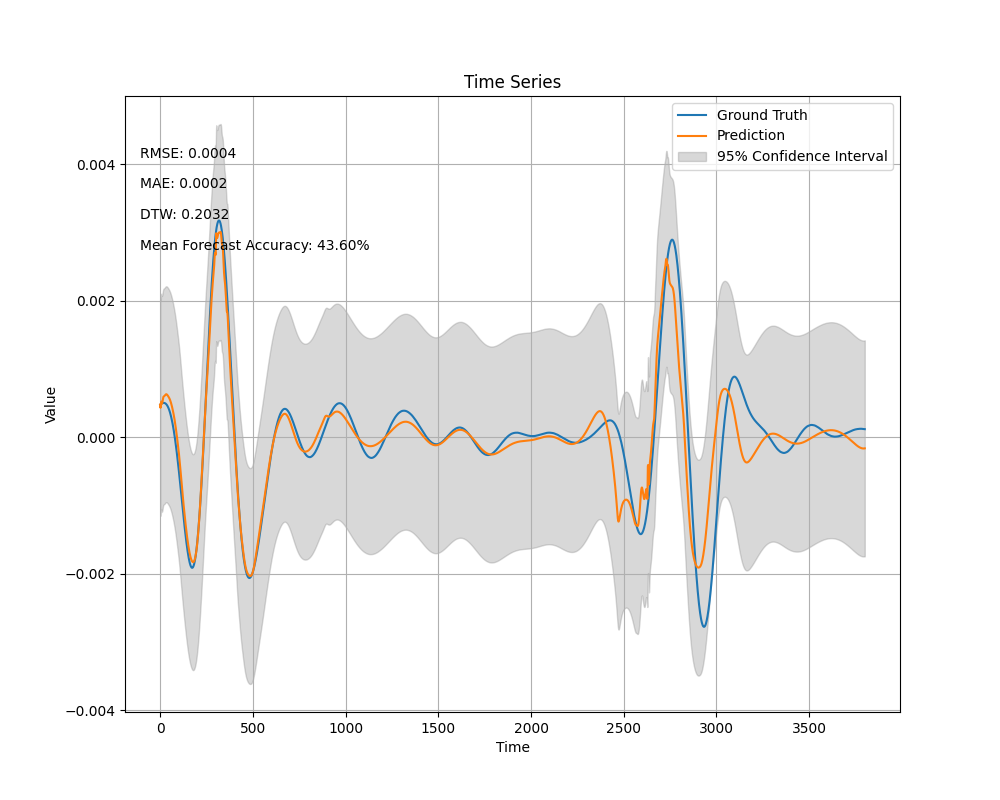 Time Series
Ground Truth
Prediction
95% Confidence Interval
RMSE: 0.0004
MAE: 0.0002
DTW: 0.2032
Mean Forecast Accuracy: 43.60%
0.004
0.002
0.000
−0.002
−0.004
Value
0 500 1000 1500 2000 2500 3000 3500
Time